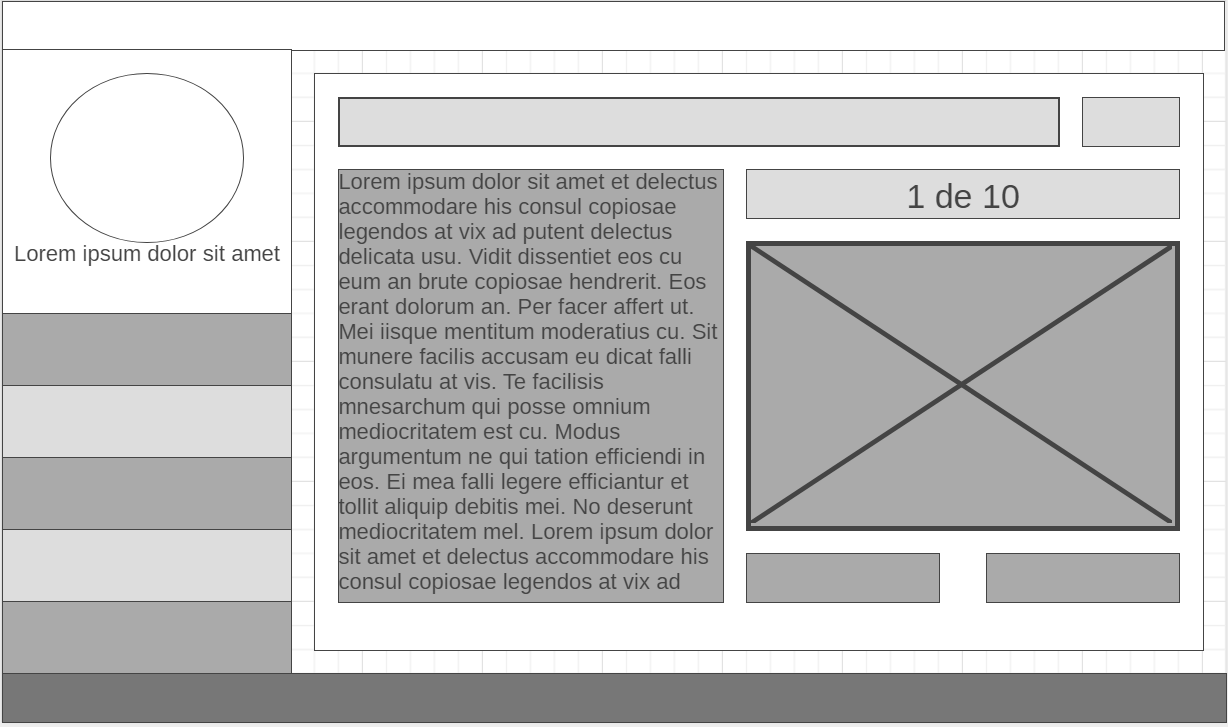 Lorem ipsum dolor sit amet
Lorem ipsum dolor sit amet et delectus
accommodare his consul copiosae
legendos at vix ad putent delectus
delicata usu. Vidit dissentiet eos cu
eum an brute copiosae hendrerit. Eos
erant dolorum an. Per facer affert ut.
Mei iisque mentitum moderatius cu. Sit
munere facilis accusam eu dicat falli
consulatu at vis. Te facilisis
mnesarchum qui posse omnium
mediocritatem est cu. Modus
argumentum ne qui tation efficiendi in
eos. Ei mea falli legere efficiantur et
tollit aliquip debitis mei. No deserunt
mediocritatem mel. Lorem ipsum dolor
sit amet et delectus accommodare his
consul copiosae legendos at vix ad
1 de 10